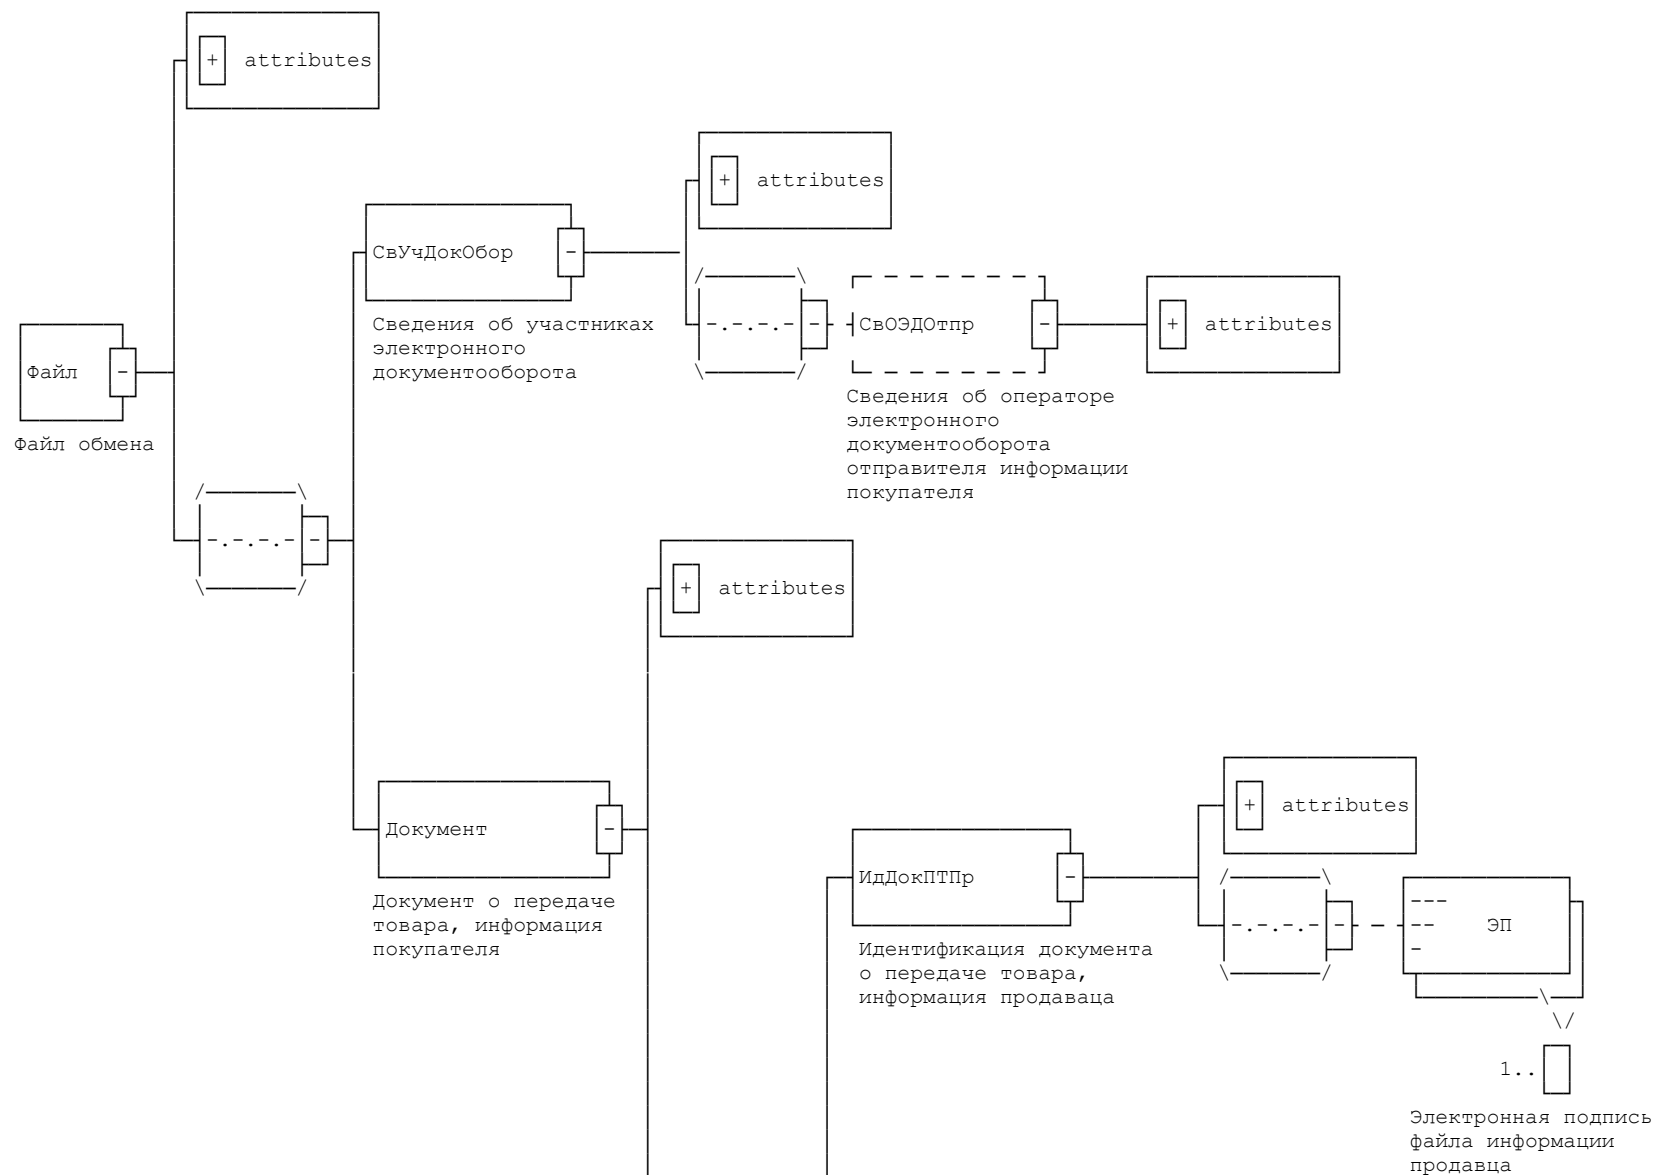 + attributes
+ attributes
СвУчДокОбор -
Сведения об участниках
электронного
документооборота
-.-.-.- -
СвОЭДОтпр -
+ attributes
Сведения об операторе
электронного
документооборота
отправителя информации
покупателя
Файл -
Файл обмена
-.-.-.- -
+ attributes
Документ -
Документ о передаче
товара, информация
покупателя
+ attributes
ИдДокПТПр -
Идентификация документа
о передаче товара,
информация продаваца
-.-.-.- -
ЭП
1..
Электронная подпись
файла информации
продавца